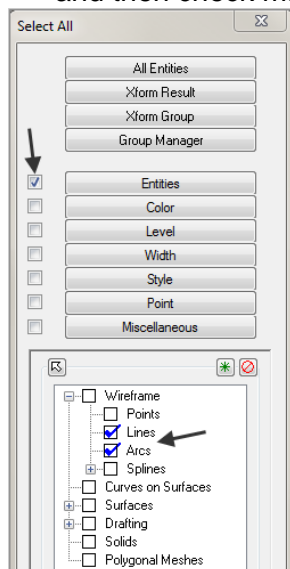 Select All
All Entities
Xform Result
Xform Group
Group Manager
Entities
Color
Level
Width
Style
Point
Miscellaneous
Wireframe
Points
Lines
Arcs
Splines
Curves on Surfaces
Surfaces
Drafting
Solids
Polygonal Meshes